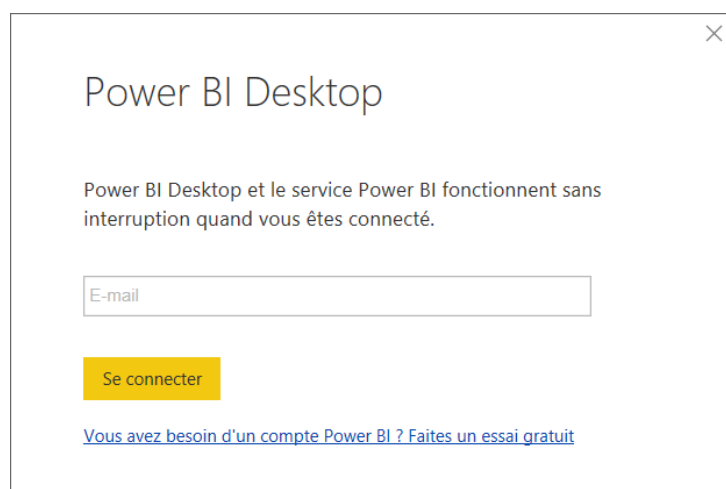 Power BI Desktop
Power BI Desktop et le service Power BI fonctionnent sans
interruption quand vous êtes connecté.
E-mail
Se connecter
Vous avez besoin d'un compte Power BI ? Faites un essai gratuit